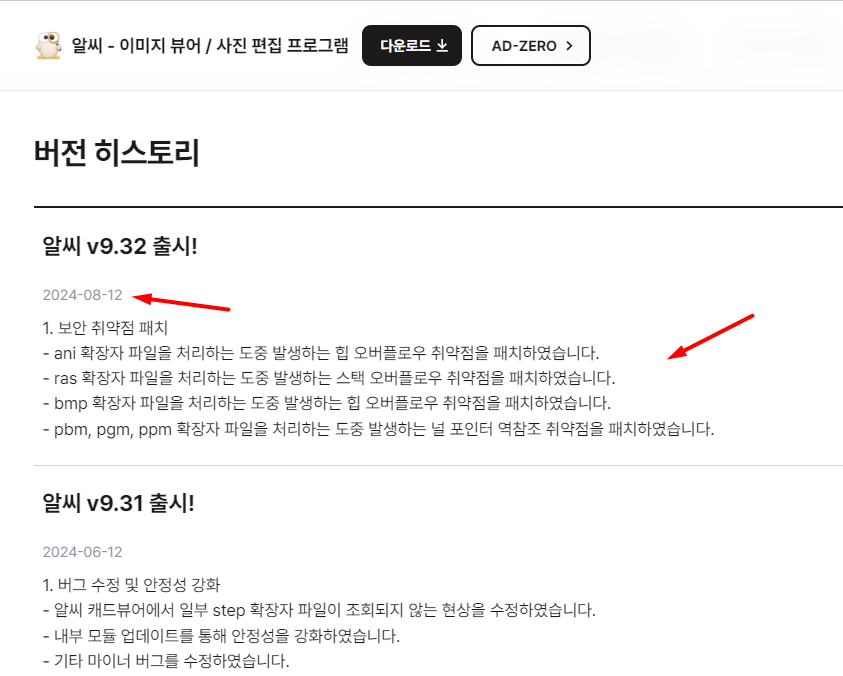 알씨 - 이미지 뷰어 / 사진 편집 프로그램
다운로드
AD-ZERO
버전 히스토리
알씨 v9.32 출시!
2024-08-12
1. 보안 취약점 패치
- ani 확장자 파일을 처리하는 도중 발생하는 힙 오버플로우 취약점을 패치하였습니다.
- ras 확장자 파일을 처리하는 도중 발생하는 스택 오버플로우 취약점을 패치하였습니다.
- bmp 확장자 파일을 처리하는 도중 발생하는 힙 오버플로우 취약점을 패치하였습니다.
- pbm, pgm, ppm 확장자 파일을 처리하는 도중 발생하는 널 포인터 역참조 취약점을 패치하였습니다.
알씨 v9.31 출시!
2024-06-12
1. 버그 수정 및 안정성 강화
- 알씨 캐드뷰어에서 일부 step 확장자 파일이 조회되지 않는 현상을 수정하였습니다.
- 내부 모듈 업데이트를 통해 안정성을 강화하였습니다.
- 기타 마이너 버그를 수정하였습니다.